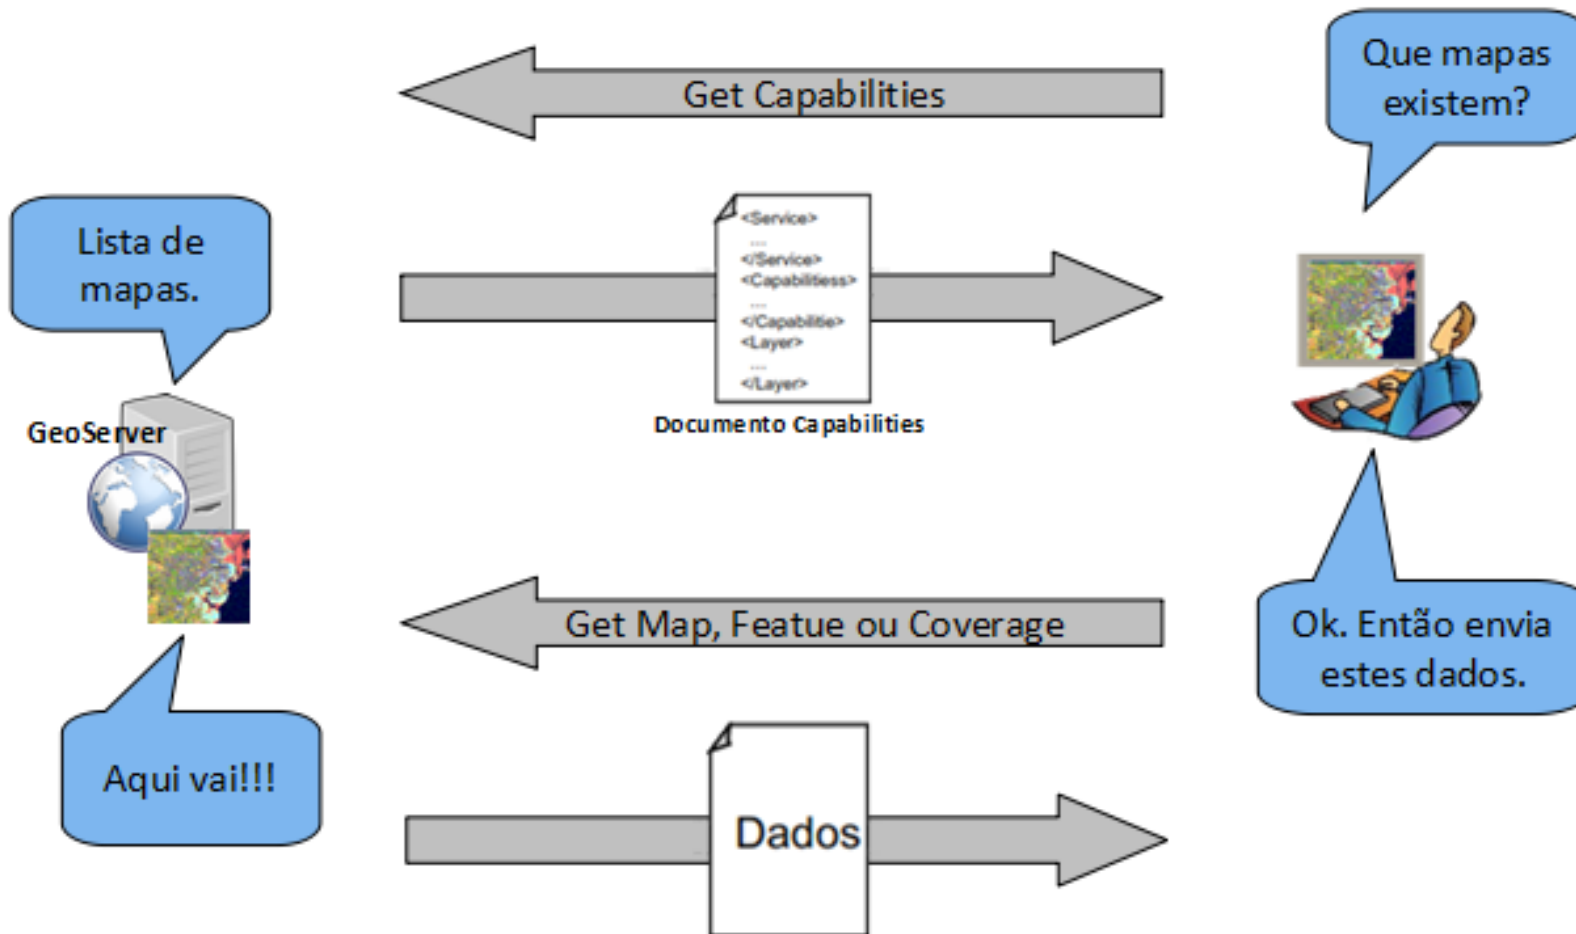 Get Capabilities
Que mapas
existem?
Lista de
mapas.
<Service>
...
</Service>
<Capabilitiess>
...
</Capabilitie>
<Layer>
...
</Layer>
Documento Capabilities
GeoServer
Get Map, Featue ou Coverage
Ok. Então envia
estes dados.
Aqui vai!!!
Dados